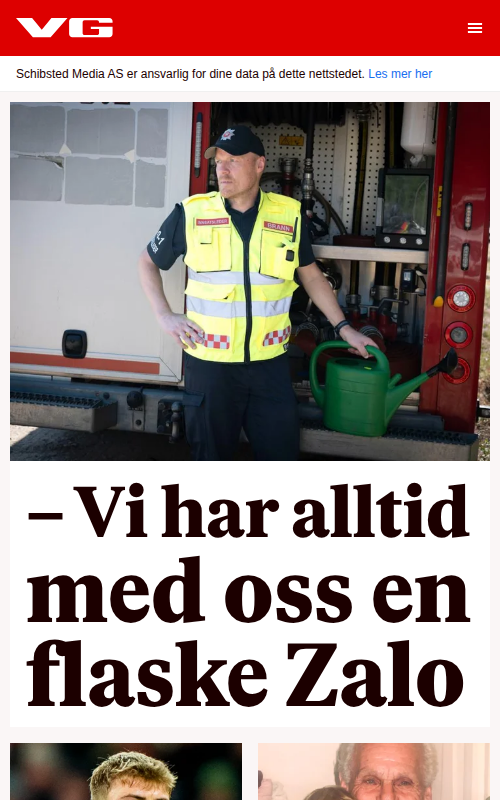 VG
Schibsted Media AS er ansvarlig for dine data på dette nettstedet. Les mer her
BRANN
– Vi har alltid
med oss en
flaske Zalo